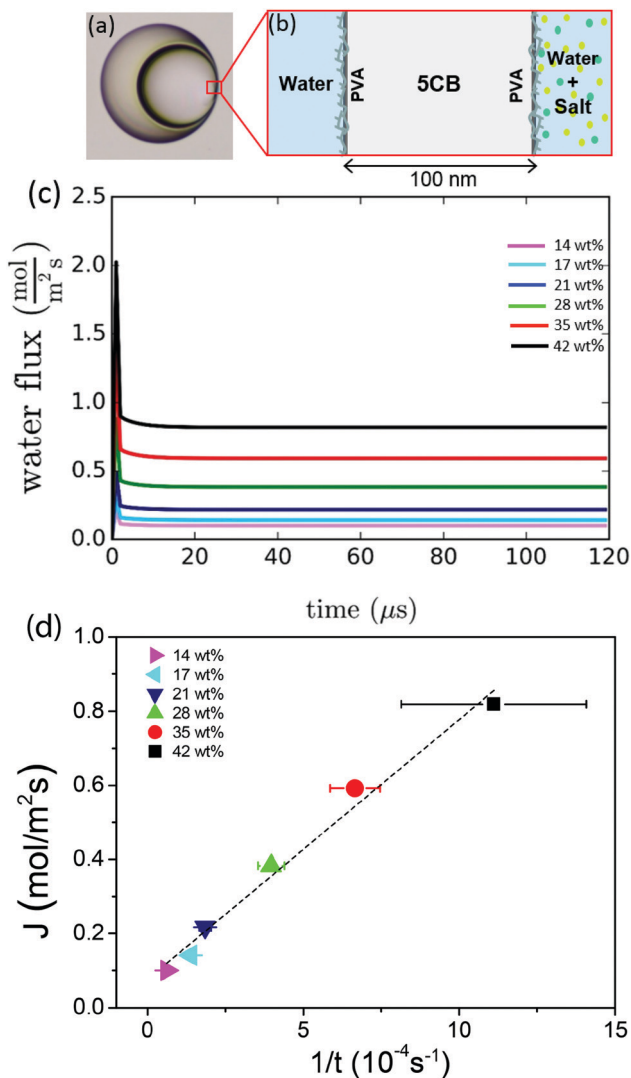 (a)
(b)
Water
PVA
5CB
PVA
Water
+
Salt
100 nm
(c)
2.5
2.0
1.5
1.0
0.5
0.0
water flux (mol/m² s)
14 wt%
17 wt%
21 wt%
28 wt%
35 wt%
42 wt%
0
20
40
60
80
100
120
time (μs)
(d)
1.0
0.8
0.6
0.4
0.2
0.0
J (mol/m²s)
14 wt%
17 wt%
21 wt%
28 wt%
35 wt%
42 wt%
0
5
10
15
1/t (10⁻⁴s⁻¹)